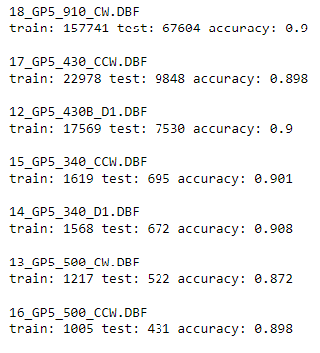 18_GP5_910_CW.DBF
train: 157741 test: 67604 accuracy: 0.9
17_GP5_430_CCW.DBF
train: 22978 test: 9848 accuracy: 0.898
12_GP5_430B_D1.DBF
train: 17569 test: 7530 accuracy: 0.9
15_GP5_340_CCW.DBF
train: 1619 test: 695 accuracy: 0.901
14_GP5_340_D1.DBF
train: 1568 test: 672 accuracy: 0.908
13_GP5_500_CW.DBF
train: 1217 test: 522 accuracy: 0.872
16_GP5_500_CCW.DBF
train: 1005 test: 431 accuracy: 0.898